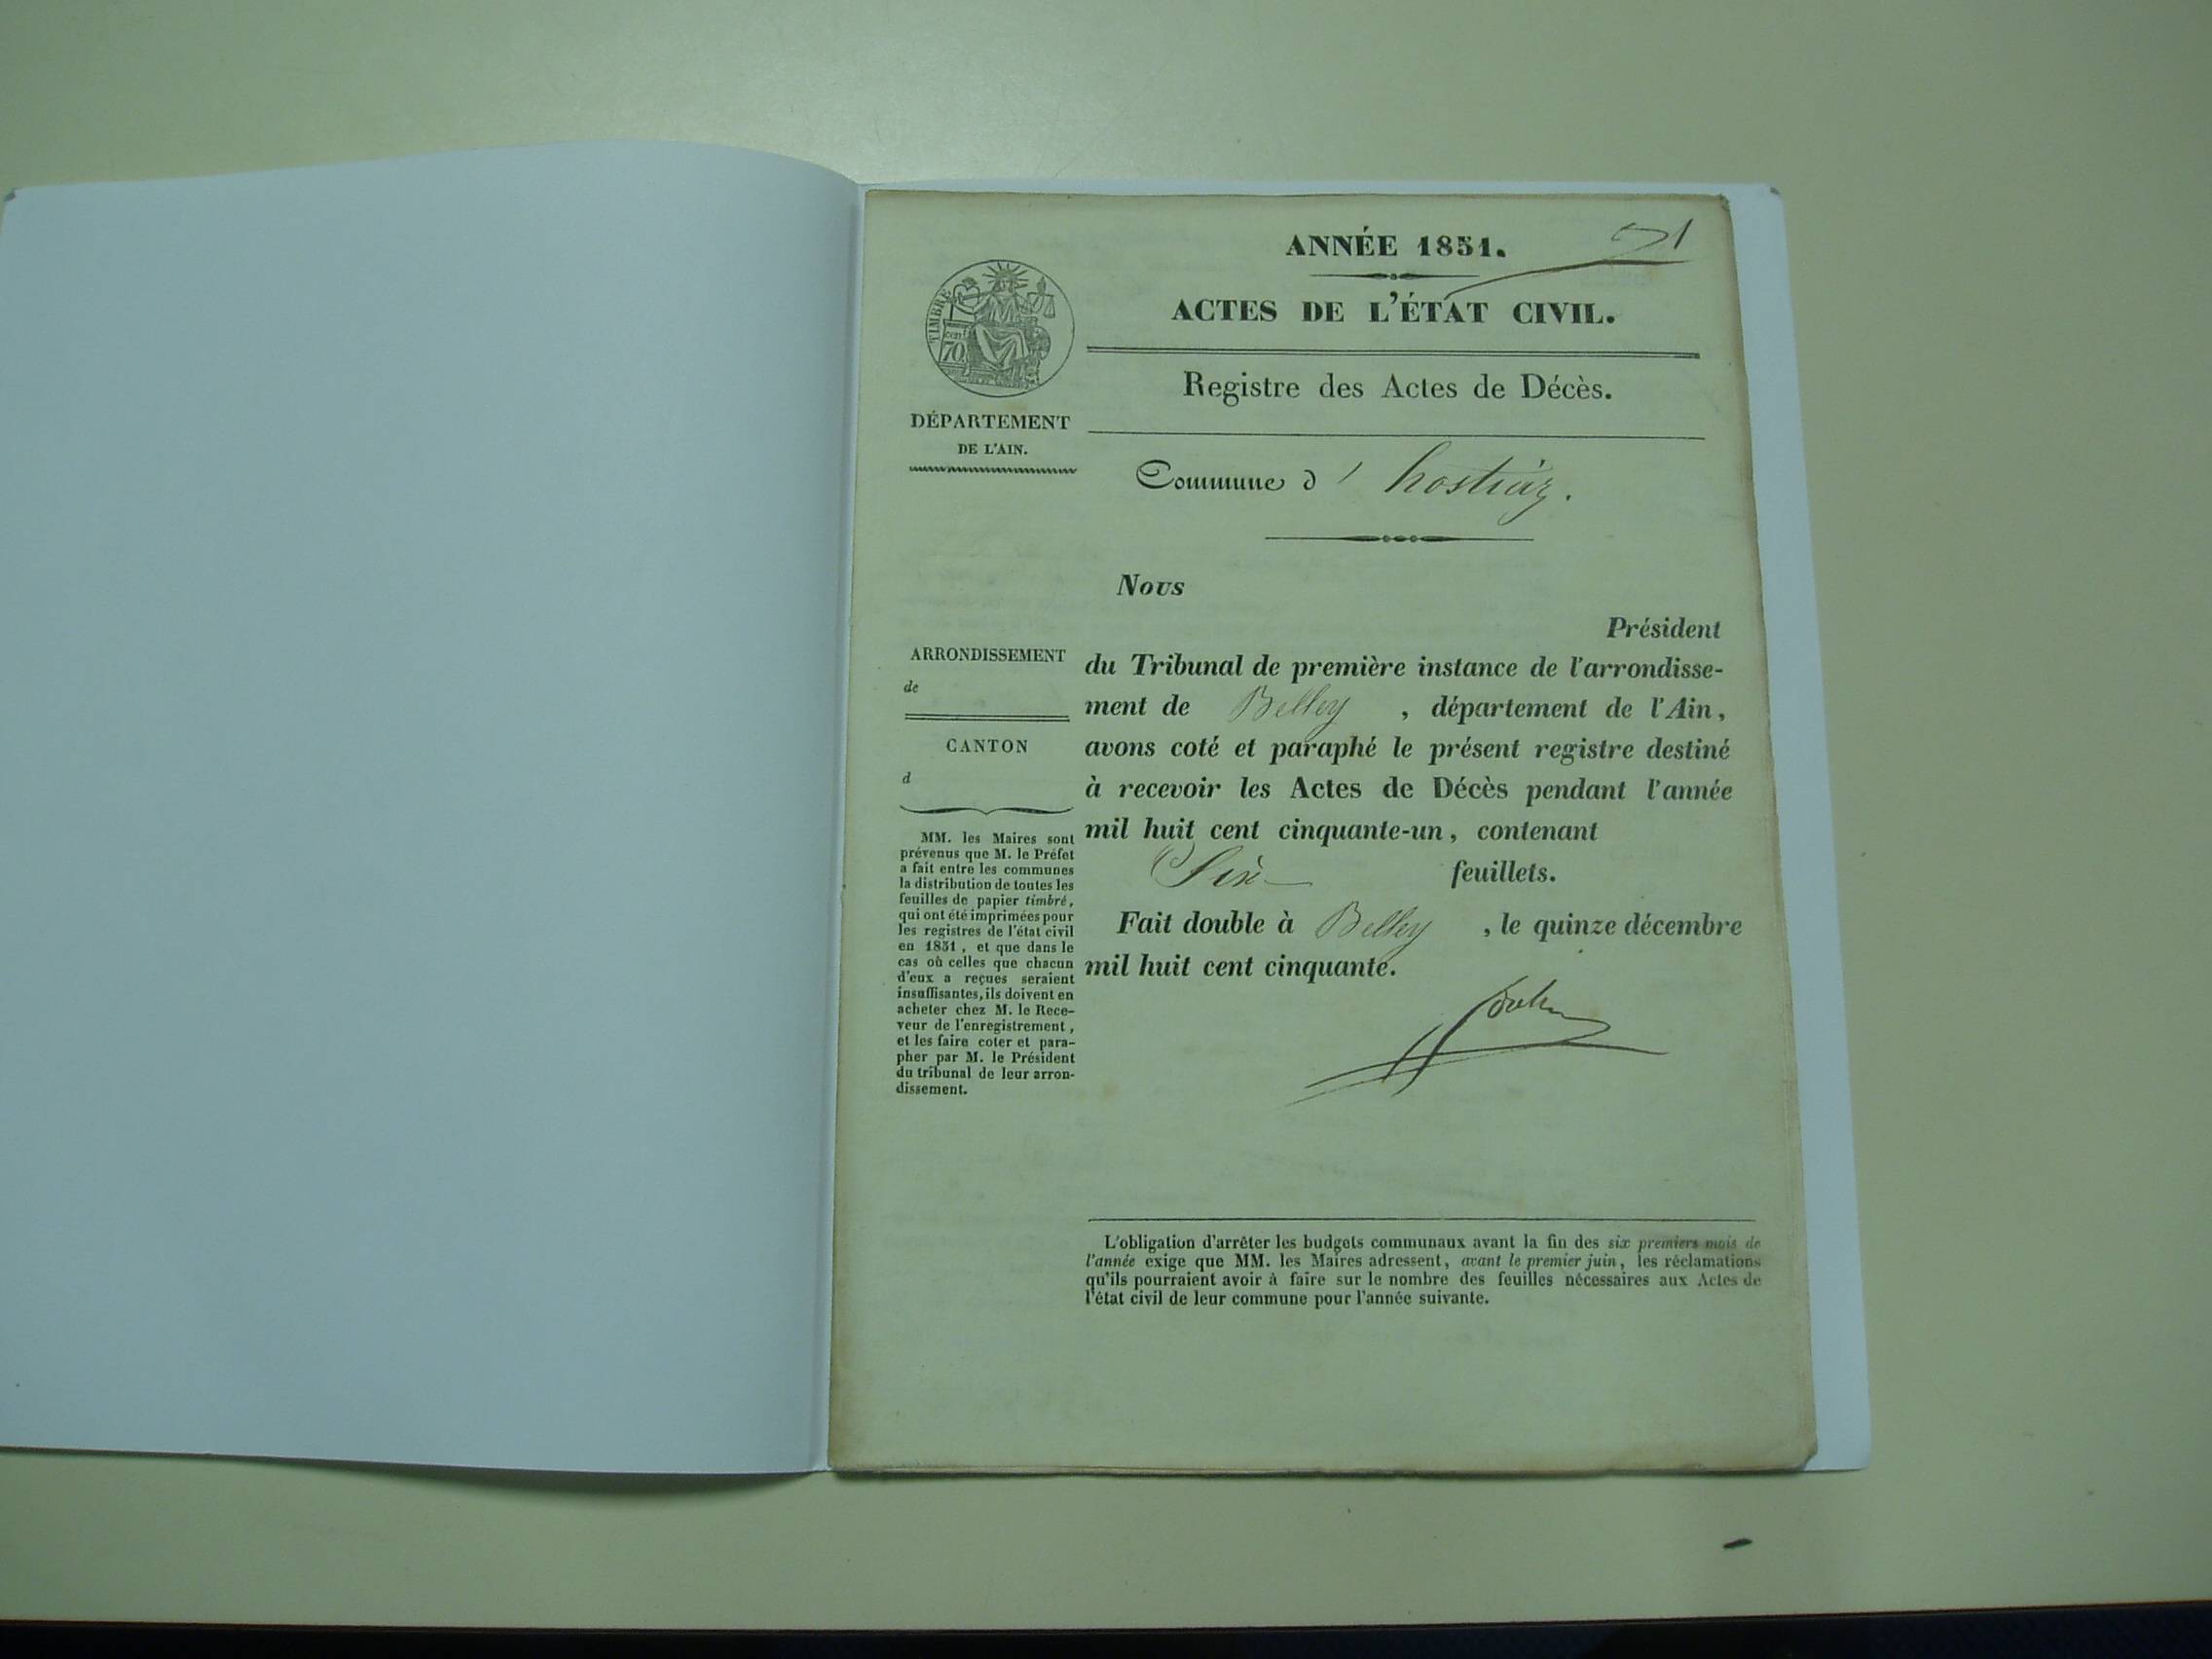 ANNÉE 1851.
ACTES DE L'ÉTAT CIVIL.
Registre des Actes de Décès.
TIMBRE
cent.
70
DÉPARTEMENT
DE L'AIN.
Commune d' hostiaz.
Nous
Président
du Tribunal de première instance de l'arrondisse-
ment de Belley, département de l'Ain,
avons coté et paraphé le présent registre destiné
à recevoir les Actes de Décès pendant l'année
mil huit cent cinquante-un, contenant
Six feuillets.
Fait double à Belley, le quinze décembre
mil huit cent cinquante.
ARRONDISSEMENT
de
CANTON
d
MM. les Maires sont
prévenus que M. le Préfet
a fait entre les communes
la distribution de toutes les
feuilles de papier timbré,
qui ont été imprimées pour
les registres de l'état civil
en 1851, et que dans le
cas où celles que chacun
d'eux a reçues seraient
insuffisantes, ils doivent en
acheter chez M. le Rece-
veur de l'enregistrement,
et les faire coter et para-
pher par M. le Président
du tribunal de leur arron-
dissement.
L'obligation d'arrêter les budgets communaux avant la fin des six premiers mois de
l'année exige que MM. les Maires adressent, avant le premier juin, les réclamations
qu'ils pourraient avoir à faire sur le nombre des feuilles nécessaires aux Actes de
l'état civil de leur commune pour l'année suivante.